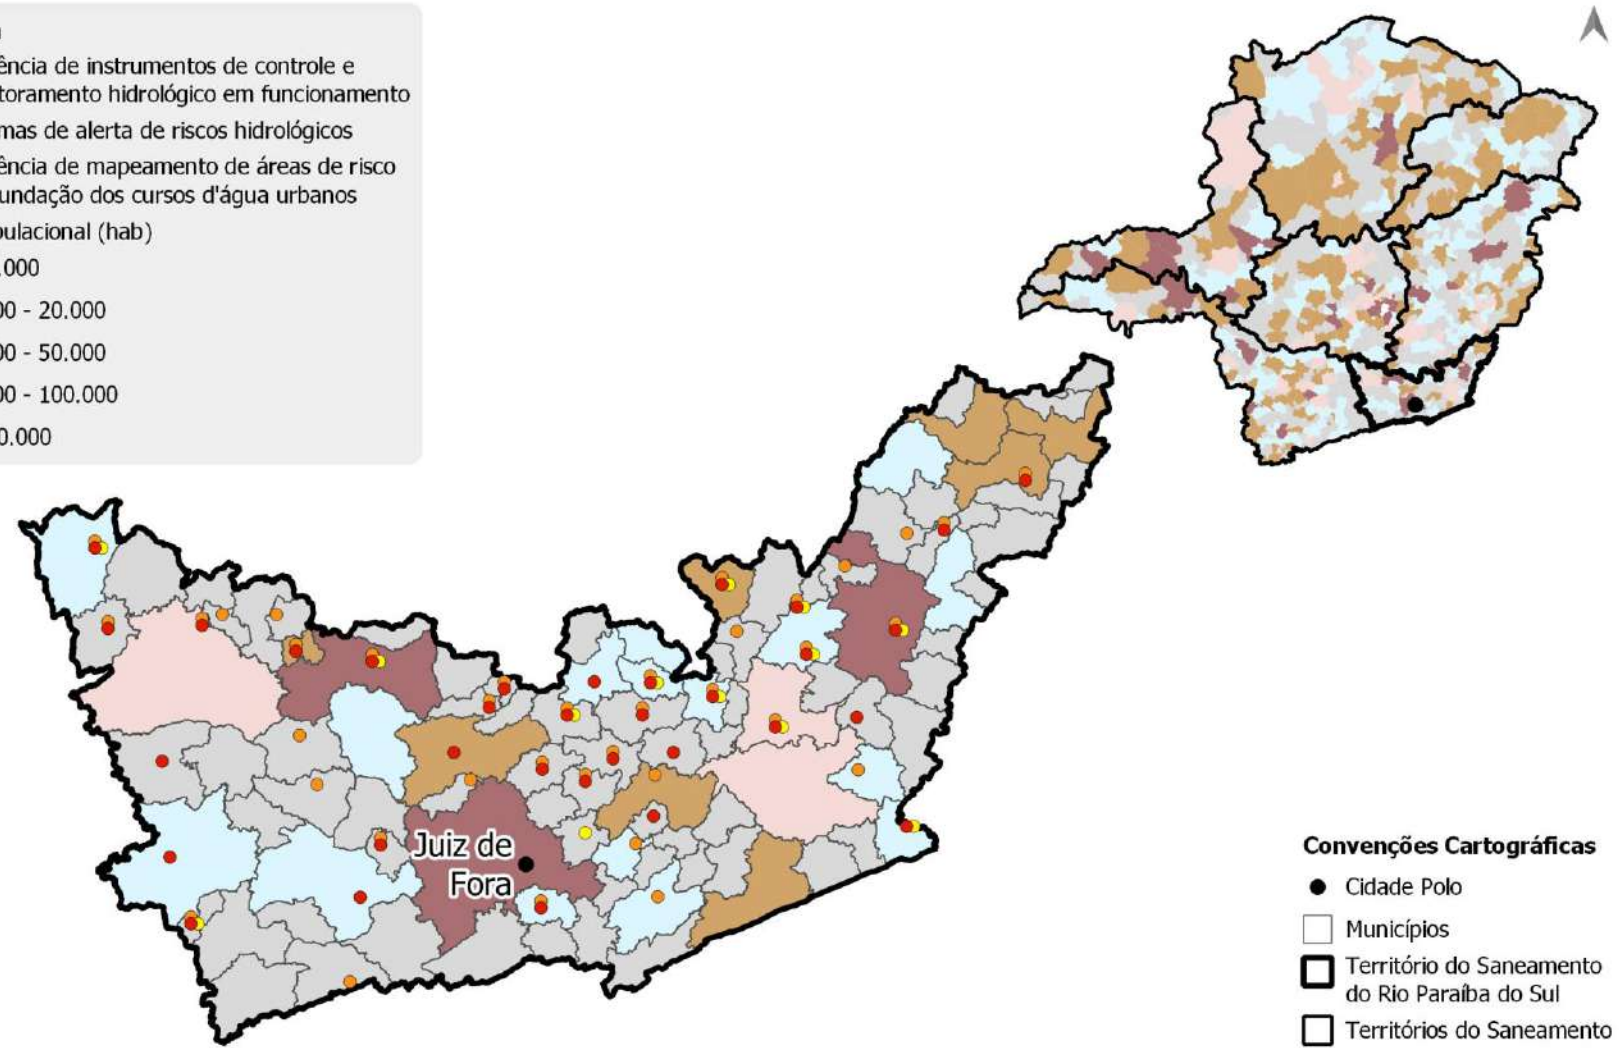 ência de instrumentos de controle e
toramento hidrológico em funcionamento
mas de alerta de riscos hidrológicos
ência de mapeamento de áreas de risco
undação dos cursos d'água urbanos
pulacional (hab)
.000
00 - 20.000
00 - 50.000
00 - 100.000
0.000
Juiz de
Fora
Convenções Cartográficas
Cidade Polo
Municípios
Território do Saneamento
do Rio Paraíba do Sul
Territórios do Saneamento